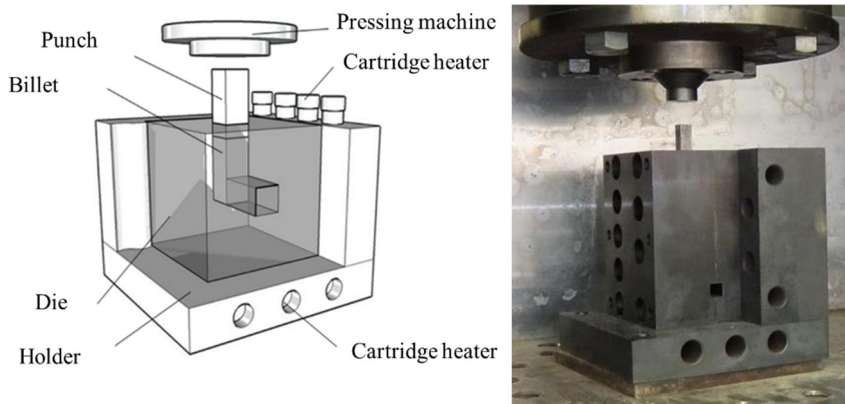 Pressing machine
Punch
Cartridge heater
Billet
Die
Holder
Cartridge heater